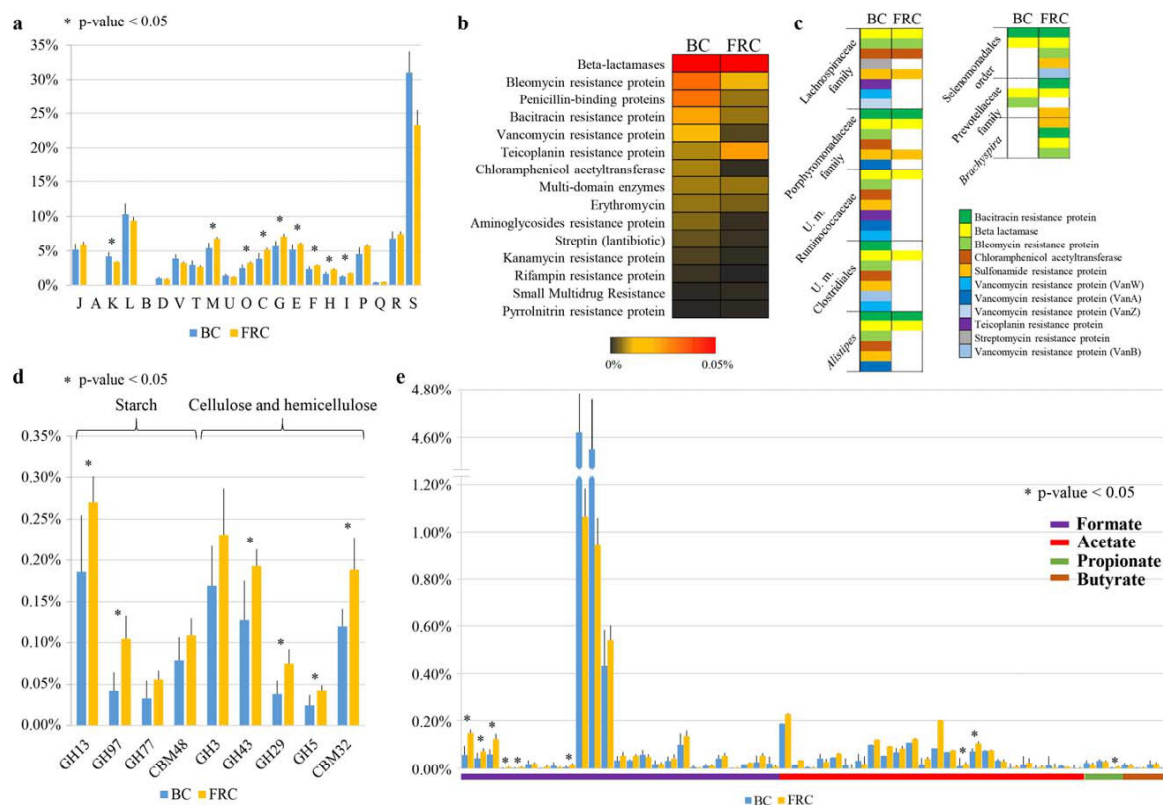 a
* p-value < 0.05
35%
30%
25%
20%
15%
10%
5%
0%
J A K L B D V T M U O C G E F H I P Q R S
BC FRC
b
BC FRC
Beta-lactamases
Bleomycin resistance protein
Penicillin-binding proteins
Bacitracin resistance protein
Vancomycin resistance protein
Teicoplanin resistance protein
Chloramphenicol acetyltransferase
Multi-domain enzymes
Erythromycin
Aminoglycosides resistance protein
Streptin (lantibiotic)
Kanamycin resistance protein
Rifampin resistance protein
Small Multidrug Resistance
Pyrrolnitrin resistance protein
0% 0.05%
c
BC FRC
Lachnospiraceae
family
Porphyromonadaceae
family
U. m.
Ruminococcaceae
U. m.
Clostridiales
Alistipes
BC FRC
Selenomonadales
order
Prevotellaceae
family
Brachyspira
Bacitracin resistance protein
Beta lactamase
Bleomycin resistance protein
Chloramphenicol acetyltransferase
Sulfonamide resistance protein
Vancomycin resistance protein (VanW)
Vancomycin resistance protein (VanA)
Vancomycin resistance protein (VanZ)
Teicoplanin resistance protein
Streptomycin resistance protein
Vancomycin resistance protein (VanB)
d
* p-value < 0.05
Starch Cellulose and hemicellulose
0.35%
0.30%
0.25%
0.20%
0.15%
0.10%
0.05%
0.00%
GH13 GH97 GH77 CBM48 GH3 GH43 GH29 GH5 CBM32
BC FRC
e
4.80%
4.60%
1.20%
1.00%
0.80%
0.60%
0.40%
0.20%
0.00%
* p-value < 0.05
Formate
Acetate
Propionate
Butyrate
BC FRC